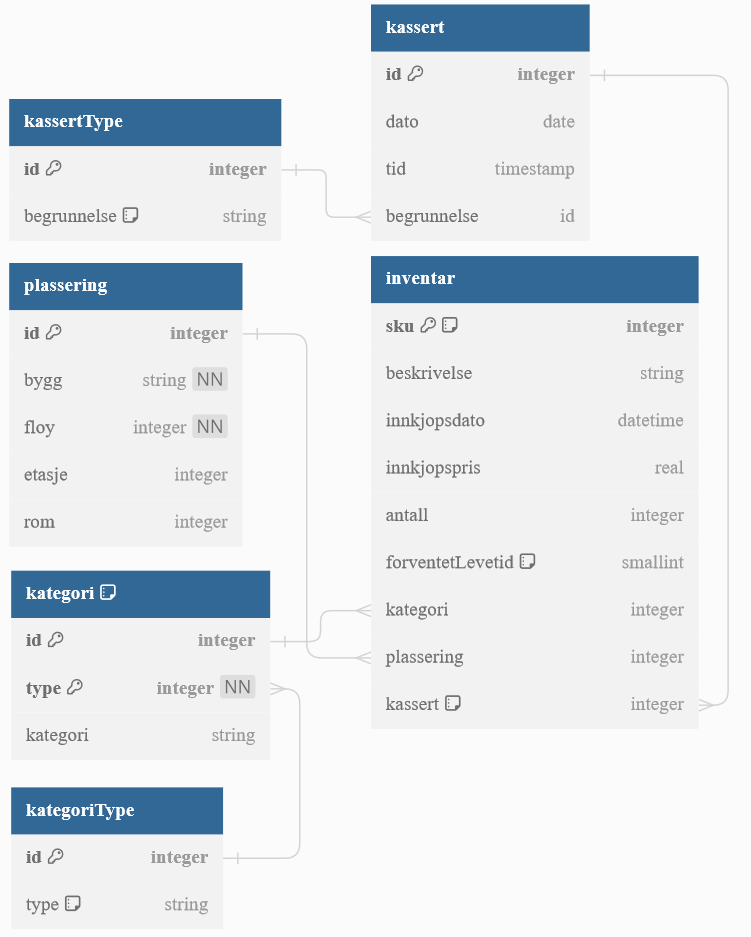 kassert
id integer
dato date
tid timestamp
begrunnelse id
kassertType
id integer
begrunnelse string
plassering
id integer
bygg string NN
floy integer NN
etasje integer
rom integer
inventar
sku integer
beskrivelse string
innkjopsdato datetime
innkjopspris real
antall integer
forventetLevetid smallint
kategori integer
plassering integer
kassert integer
kategori
id integer
type integer NN
kategori string
kategoriType
id integer
type string